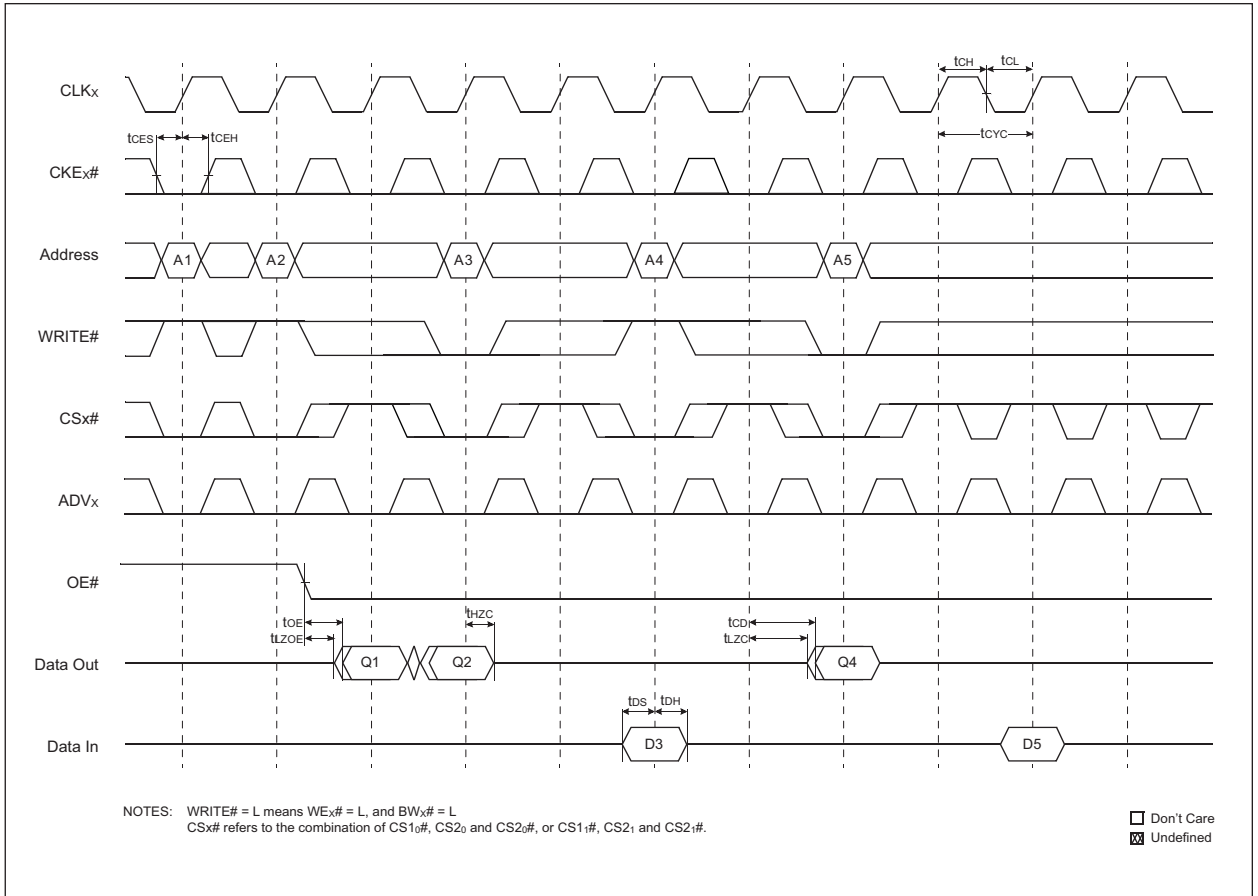 tCH tCL
CLKX
tCES tCEH tCYC
CKEX#
Address A1 A2 A3 A4 A5
WRITE#
CSx#
ADVX
OE#
tOE tHZC tCD
tLZOE tLZC
Data Out Q1 Q2 Q4
tDS tDH
Data In D3 D5
NOTES: WRITE# = L means WEX# = L, and BWX# = L
CSx# refers to the combination of CS10#, CS20 and CS20#, or CS11#, CS21 and CS21#.
Don't Care
Undefined